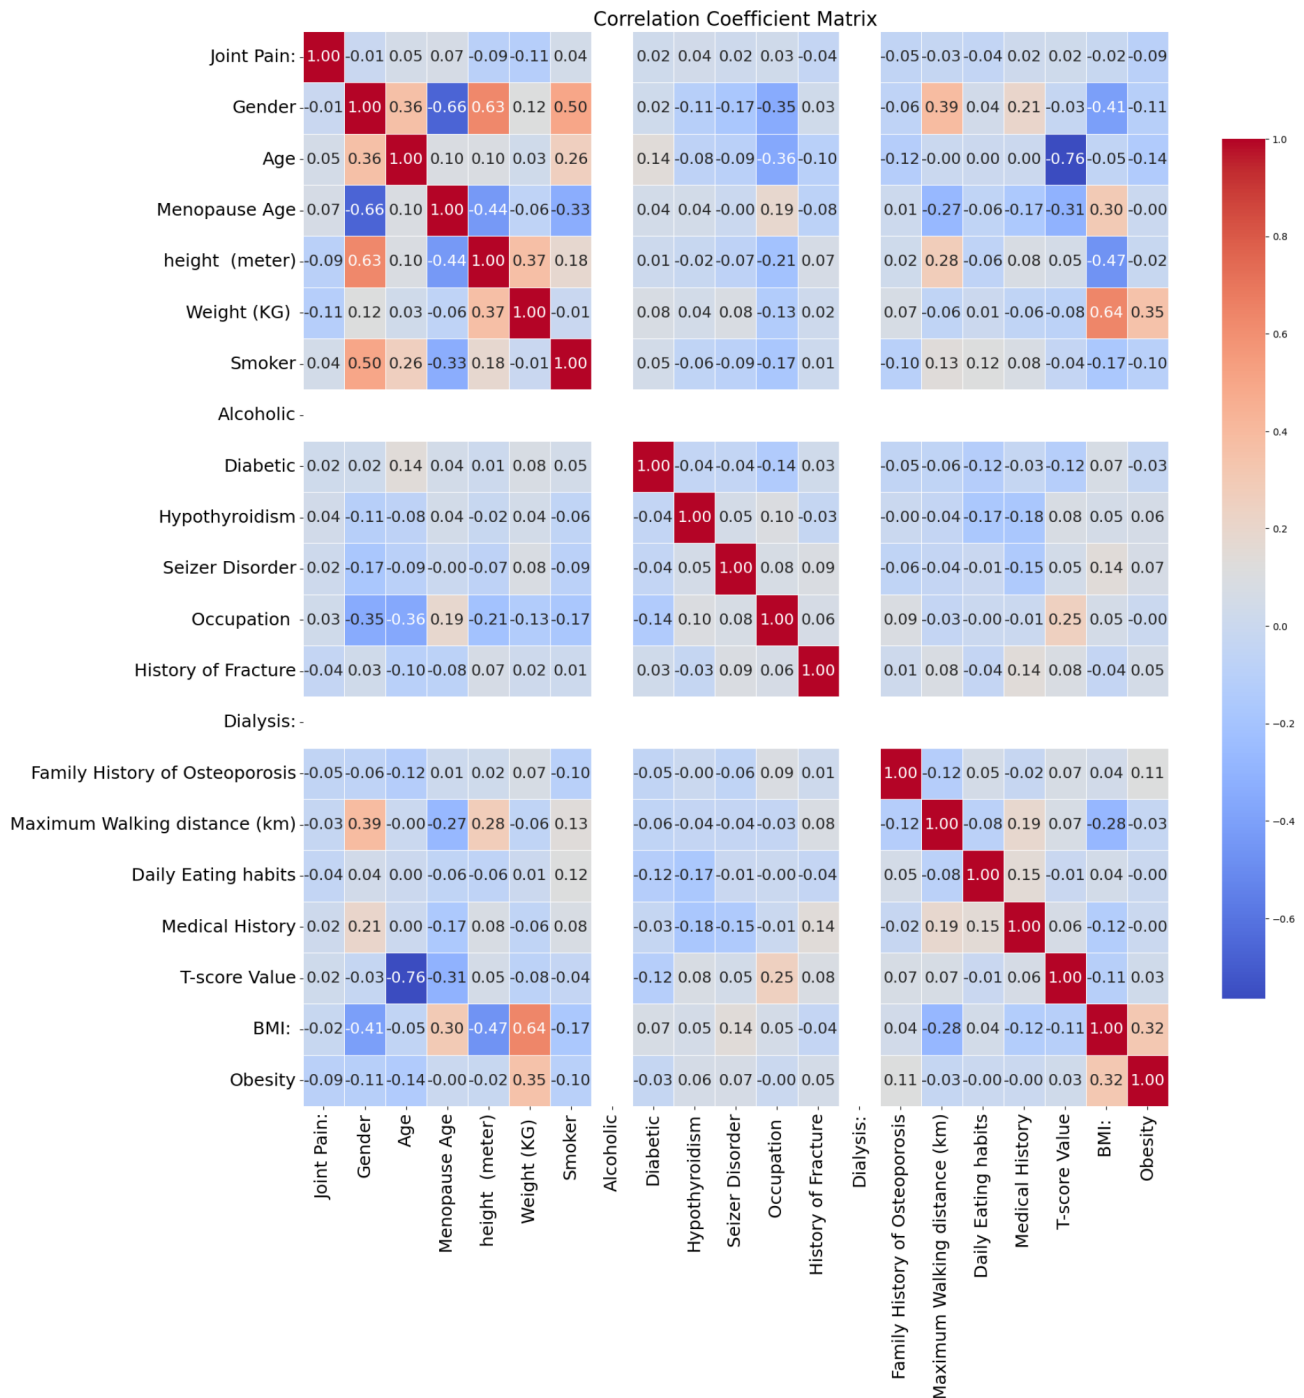 Correlation Coefficient Matrix
Joint Pain: 1.00 -0.01 0.05 0.07 -0.09 -0.11 0.04 0.02 0.04 0.02 0.03 -0.04 -0.05 -0.03 -0.04 0.02 0.02 -0.02 -0.09
Gender -0.01 1.00 0.36 -0.66 0.63 0.12 0.50 0.02 -0.11 -0.17 -0.35 0.03 -0.06 0.39 0.04 0.21 -0.03 -0.41 -0.11
Age 0.05 0.36 1.00 0.10 0.10 0.03 0.26 0.14 -0.08 -0.09 -0.36 -0.10 -0.12 -0.00 0.00 0.00 -0.76 -0.05 -0.14
Menopause Age 0.07 -0.66 0.10 1.00 -0.44 -0.06 -0.33 0.04 0.04 -0.00 0.19 -0.08 0.01 -0.27 -0.06 -0.17 -0.31 0.30 -0.00
height (meter) -0.09 0.63 0.10 -0.44 1.00 0.37 0.18 0.01 -0.02 -0.07 -0.21 0.07 0.02 0.28 -0.06 0.08 0.05 -0.47 -0.02
Weight (KG) -0.11 0.12 0.03 -0.06 0.37 1.00 -0.01 0.08 0.04 0.08 -0.13 0.02 0.07 -0.06 0.01 -0.06 -0.08 0.64 0.35
Smoker 0.04 0.50 0.26 -0.33 0.18 -0.01 1.00 0.05 -0.06 -0.09 -0.17 0.01 -0.10 0.13 0.12 0.08 -0.04 -0.17 -0.10
Alcoholic
Diabetic 0.02 0.02 0.14 0.04 0.01 0.08 0.05 1.00 -0.04 -0.04 -0.14 0.03 -0.05 -0.06 -0.12 -0.03 -0.12 0.07 -0.03
Hypothyroidism 0.04 -0.11 -0.08 0.04 -0.02 0.04 -0.06 -0.04 1.00 0.05 0.10 -0.03 -0.00 -0.04 -0.17 -0.18 0.08 0.05 0.06
Seizer Disorder 0.02 -0.17 -0.09 -0.00 -0.07 0.08 -0.09 -0.04 0.05 1.00 0.08 0.09 -0.06 -0.04 -0.01 -0.15 0.05 0.14 0.07
Occupation 0.03 -0.35 -0.36 0.19 -0.21 -0.13 -0.17 -0.14 0.10 0.08 1.00 0.06 0.09 -0.03 -0.00 -0.01 0.25 0.05 -0.00
History of Fracture -0.04 0.03 -0.10 -0.08 0.07 0.02 0.01 0.03 -0.03 0.09 0.06 1.00 0.01 0.08 -0.04 0.14 0.08 -0.04 0.05
Dialysis:
Family History of Osteoporosis -0.05 -0.06 -0.12 0.01 0.02 0.07 -0.10 -0.05 -0.00 -0.06 0.09 0.01 1.00 -0.12 0.05 -0.02 0.07 0.04 0.11
Maximum Walking distance (km) -0.03 0.39 -0.00 -0.27 0.28 -0.06 0.13 -0.06 -0.04 -0.04 -0.03 0.08 -0.12 1.00 -0.08 0.19 0.07 -0.28 -0.03
Daily Eating habits -0.04 0.04 0.00 -0.06 -0.06 0.01 0.12 -0.12 -0.17 -0.01 -0.00 -0.04 0.05 -0.08 1.00 0.15 -0.01 0.04 -0.00
Medical History 0.02 0.21 0.00 -0.17 0.08 -0.06 0.08 -0.03 -0.18 -0.15 -0.01 0.14 -0.02 0.19 0.15 1.00 0.06 -0.12 -0.00
T-score Value 0.02 -0.03 -0.76 -0.31 0.05 -0.08 -0.04 -0.12 0.08 0.05 0.25 0.08 0.07 0.07 -0.01 0.06 1.00 -0.11 0.03
BMI: -0.02 -0.41 -0.05 0.30 -0.47 0.64 -0.17 0.07 0.05 0.14 0.05 -0.04 0.04 -0.28 0.04 -0.12 -0.11 1.00 0.32
Obesity -0.09 -0.11 -0.14 -0.00 -0.02 0.35 -0.10 -0.03 0.06 0.07 -0.00 0.05 0.11 -0.03 -0.00 -0.00 0.03 0.32 1.00
Joint Pain:
Gender
Age
Menopause Age
height (meter)
Weight (KG)
Smoker
Alcoholic
Diabetic
Hypothyroidism
Seizer Disorder
Occupation
History of Fracture
Dialysis:
Family History of Osteoporosis
Maximum Walking distance (km)
Daily Eating habits
Medical History
T-score Value
BMI:
Obesity
1.0
0.8
0.6
0.4
0.2
0.0
−0.2
−0.4
−0.6